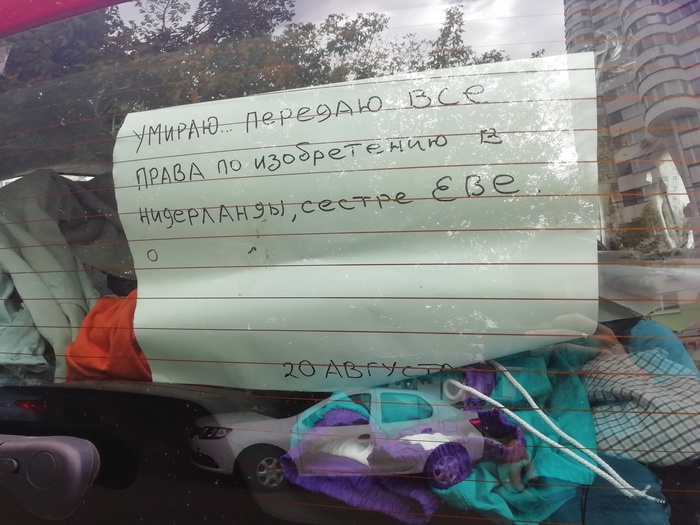 УМИРАЮ... ПЕРЕДАЮ ВСЕ
ПРАВА ПО ИЗОБРЕТЕНИЮ В
НИДЕРЛАНДЫ, СЕСТРЕ ЕВЕ.
О
20 АВГУСТА